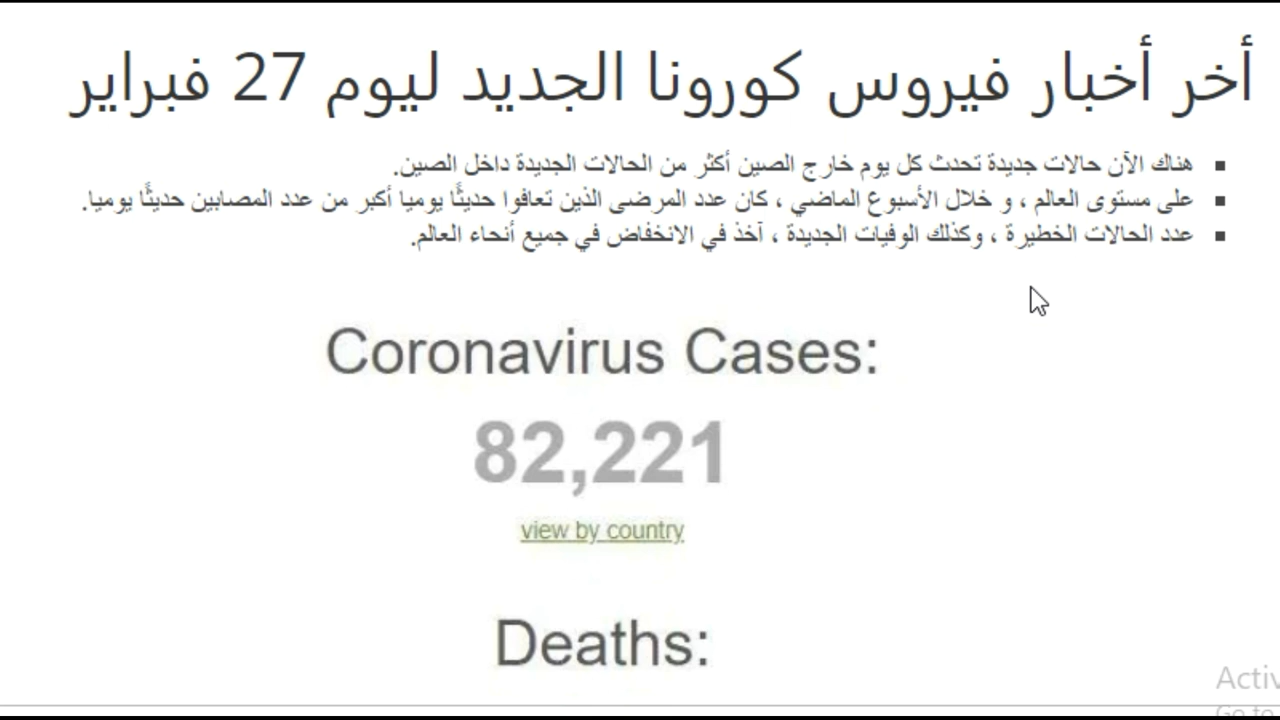 أخر أخبار فيروس كورونا الجديد ليوم 27 فبراير
هناك الآن حالات جديدة تحدث كل يوم خارج الصين أكثر من الحالات الجديدة داخل الصين.
على مستوى العالم ، و خلال الأسبوع الماضي ، كان عدد المرضى الذين تعافوا حديثًا يوميا أكبر من عدد المصابين حديثًا يوميا.
عدد الحالات الخطيرة ، وكذلك الوفيات الجديدة ، آخذ في الانخفاض في جميع أنحاء العالم.
Coronavirus Cases:
82,221
view by country
Deaths: